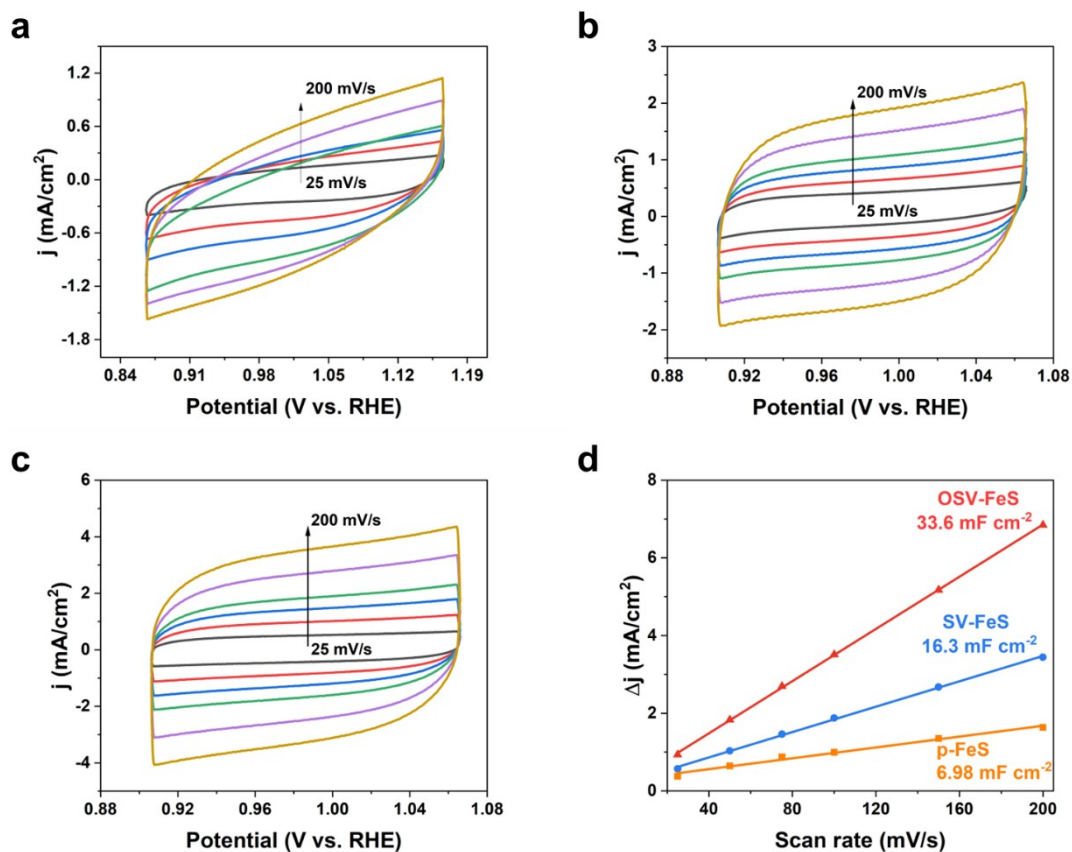 a
1.2
0.6
0.0
-0.6
-1.2
-1.8
j (mA/cm²)
200 mV/s
25 mV/s
0.84 0.91 0.98 1.05 1.12 1.19
Potential (V vs. RHE)
b
3
2
1
0
-1
-2
j (mA/cm²)
200 mV/s
25 mV/s
0.88 0.92 0.96 1.00 1.04 1.08
Potential (V vs. RHE)
c
6
4
2
0
-2
-4
j (mA/cm²)
200 mV/s
25 mV/s
0.88 0.92 0.96 1.00 1.04 1.08
Potential (V vs. RHE)
d
8
6
4
2
0
Δj (mA/cm²)
OSV-FeS
33.6 mF cm⁻²
SV-FeS
16.3 mF cm⁻²
p-FeS
6.98 mF cm⁻²
40 80 120 160 200
Scan rate (mV/s)